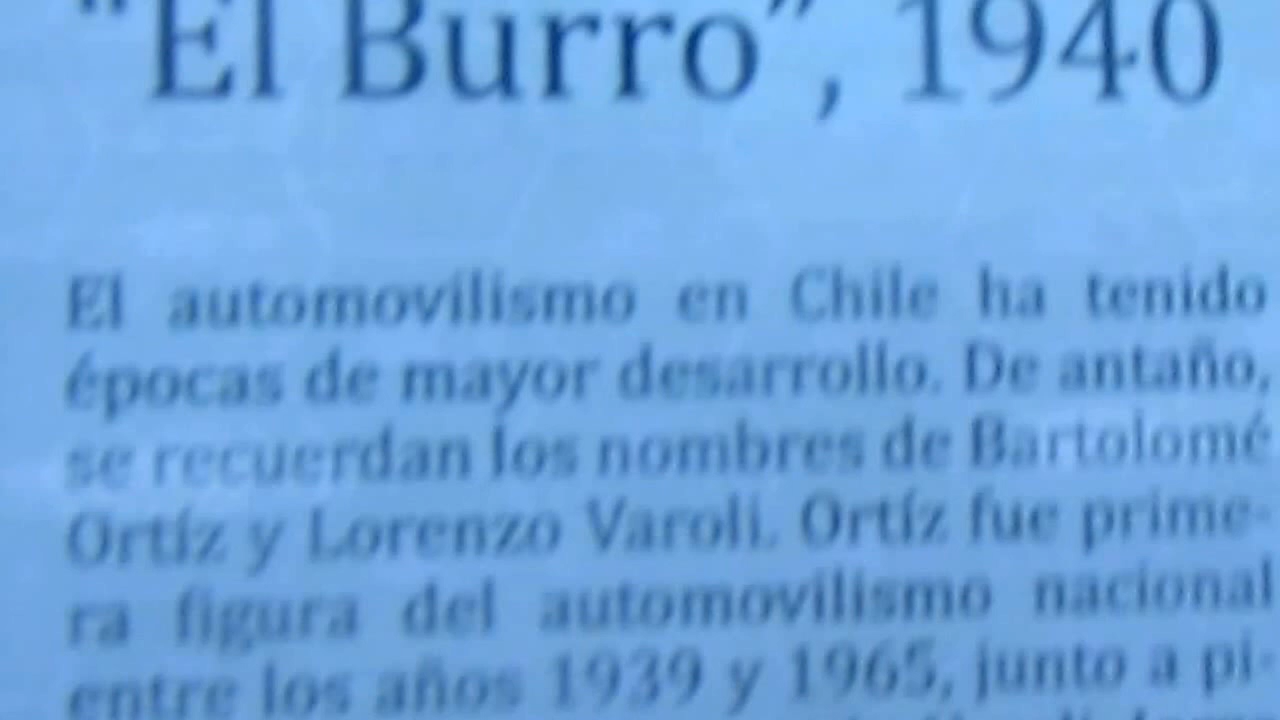 “El Burro”, 1940
El automovilismo en Chile ha tenido
épocas de mayor desarrollo. De antaño,
se recuerdan los nombres de Bartolomé
Ortíz y Lorenzo Varoli. Ortíz fue prime-
ra figura del automovilismo nacional
entre los años 1939 y 1965, junto a pi-